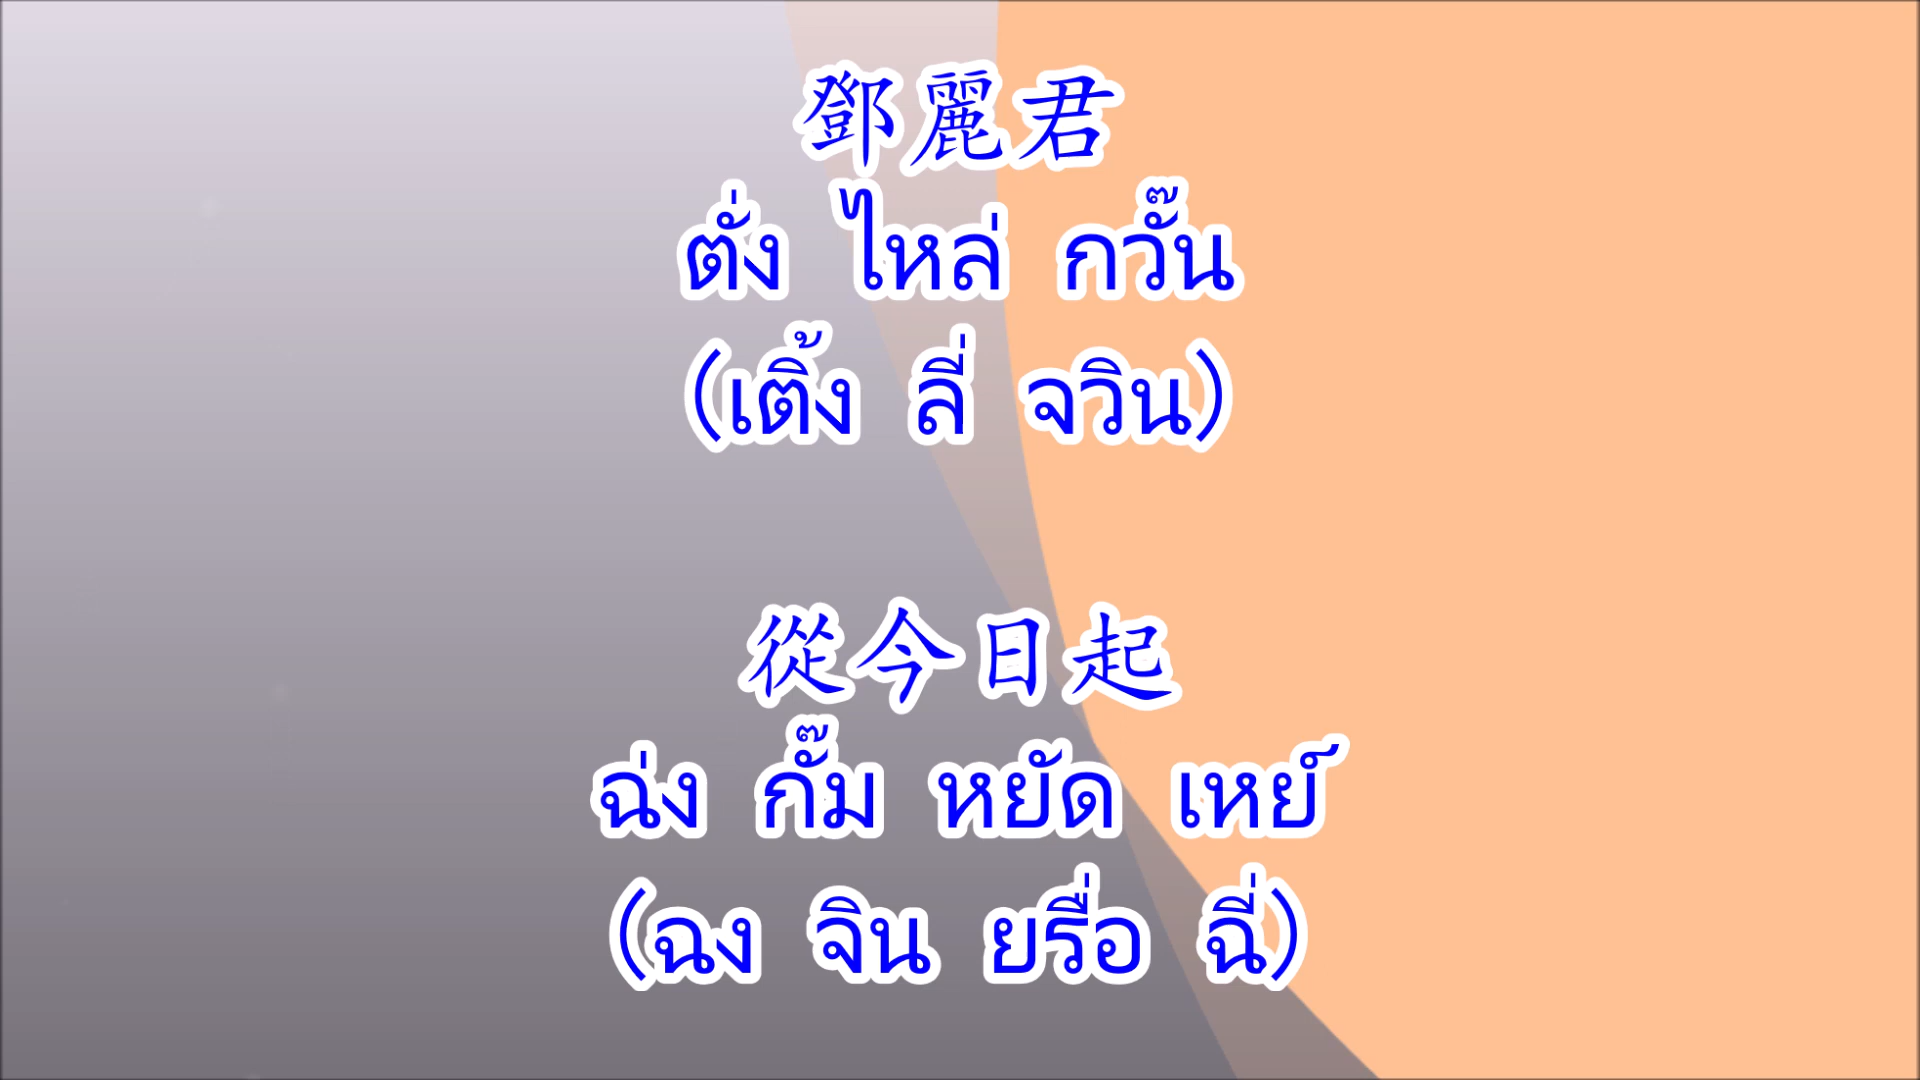 鄧麗君
ตั่ง ไหล่ กวั๊น
(เติ้ง ลี่ จวิน)
從今日起
ฉ่ง กั๊ม หยัด เหย์
(ฉง จิน ยรื่อ ฉี่)